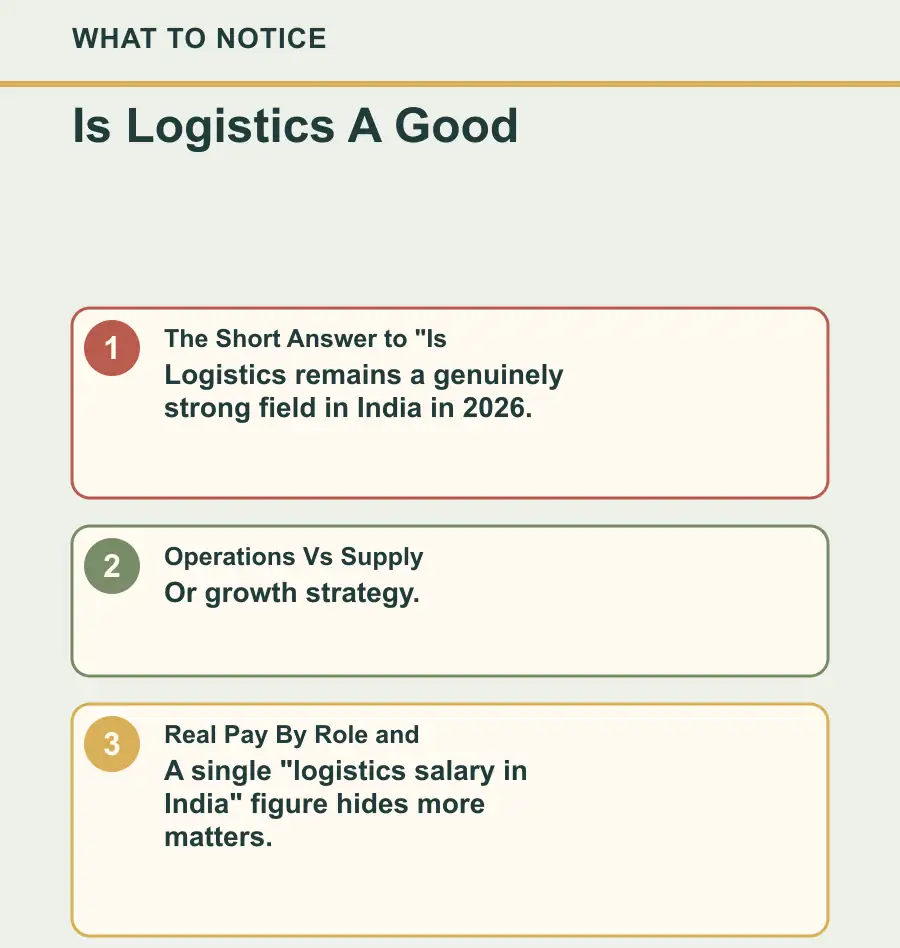 WHAT TO NOTICE
Is Logistics A Good
1
The Short Answer to "Is
Logistics remains a genuinely
strong field in India in 2026.
2
Operations Vs Supply
Or growth strategy.
3
Real Pay By Role and
A single "logistics salary in
India" figure hides more
matters.